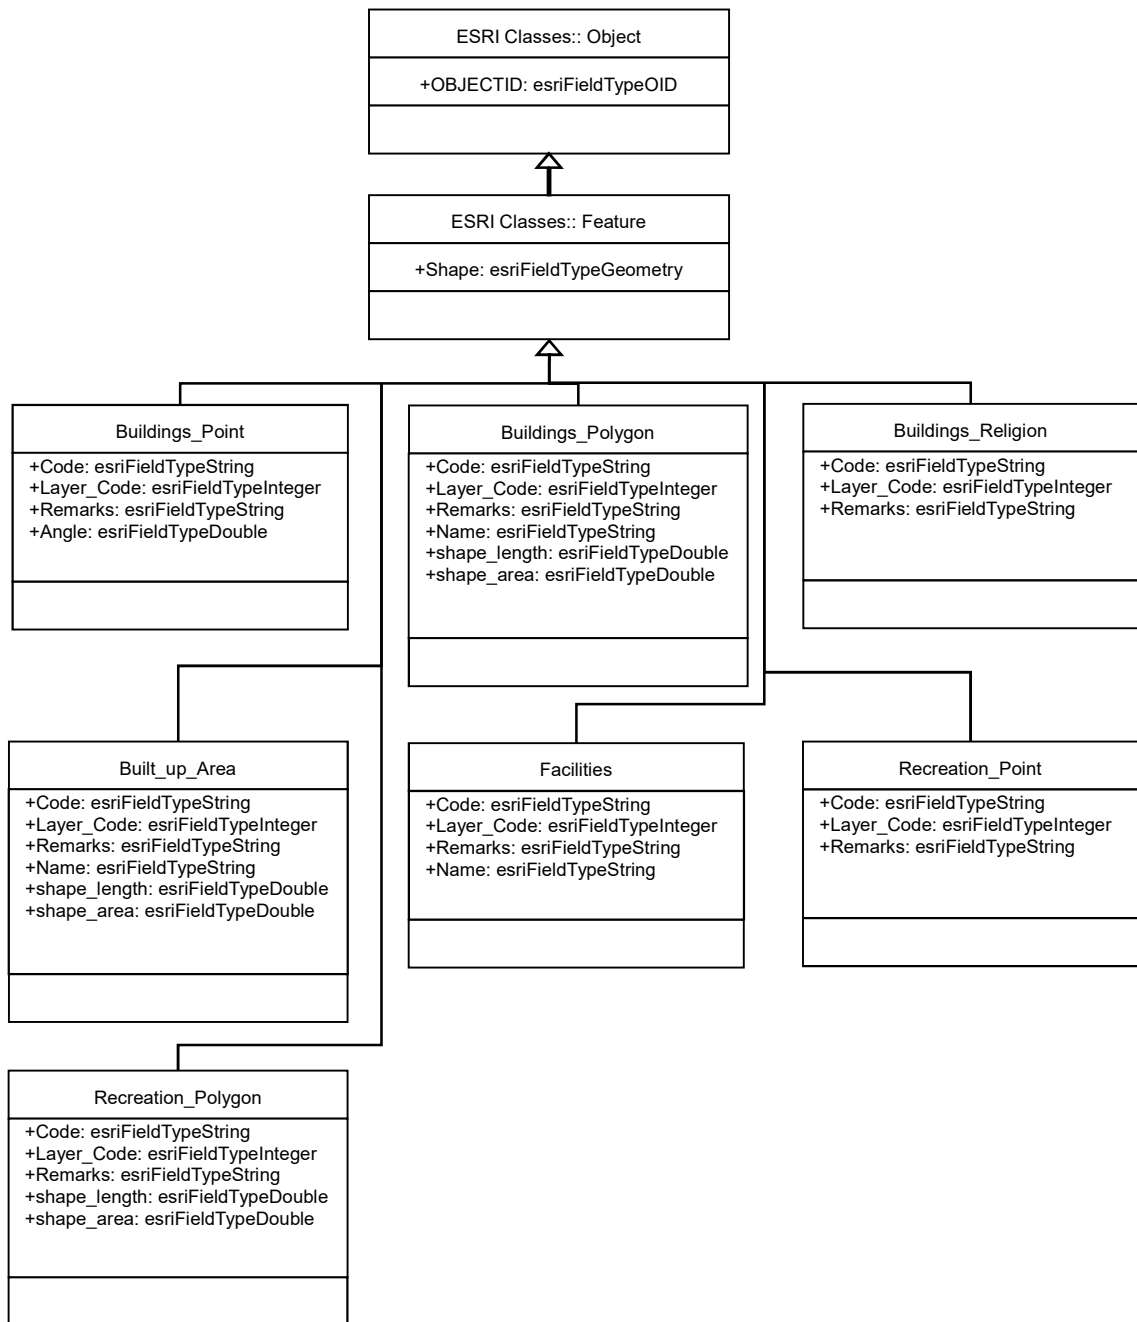 ESRI Classes:: Object
+OBJECTID: esriFieldTypeOID
ESRI Classes:: Feature
+Shape: esriFieldTypeGeometry
Buildings_Point
+Code: esriFieldTypeString
+Layer_Code: esriFieldTypeInteger
+Remarks: esriFieldTypeString
+Angle: esriFieldTypeDouble
Buildings_Polygon
+Code: esriFieldTypeString
+Layer_Code: esriFieldTypeInteger
+Remarks: esriFieldTypeString
+Name: esriFieldTypeString
+shape_length: esriFieldTypeDouble
+shape_area: esriFieldTypeDouble
Buildings_Religion
+Code: esriFieldTypeString
+Layer_Code: esriFieldTypeInteger
+Remarks: esriFieldTypeString
Built_up_Area
+Code: esriFieldTypeString
+Layer_Code: esriFieldTypeInteger
+Remarks: esriFieldTypeString
+Name: esriFieldTypeString
+shape_length: esriFieldTypeDouble
+shape_area: esriFieldTypeDouble
Facilities
+Code: esriFieldTypeString
+Layer_Code: esriFieldTypeInteger
+Remarks: esriFieldTypeString
+Name: esriFieldTypeString
Recreation_Point
+Code: esriFieldTypeString
+Layer_Code: esriFieldTypeInteger
+Remarks: esriFieldTypeString
Recreation_Polygon
+Code: esriFieldTypeString
+Layer_Code: esriFieldTypeInteger
+Remarks: esriFieldTypeString
+shape_length: esriFieldTypeDouble
+shape_area: esriFieldTypeDouble